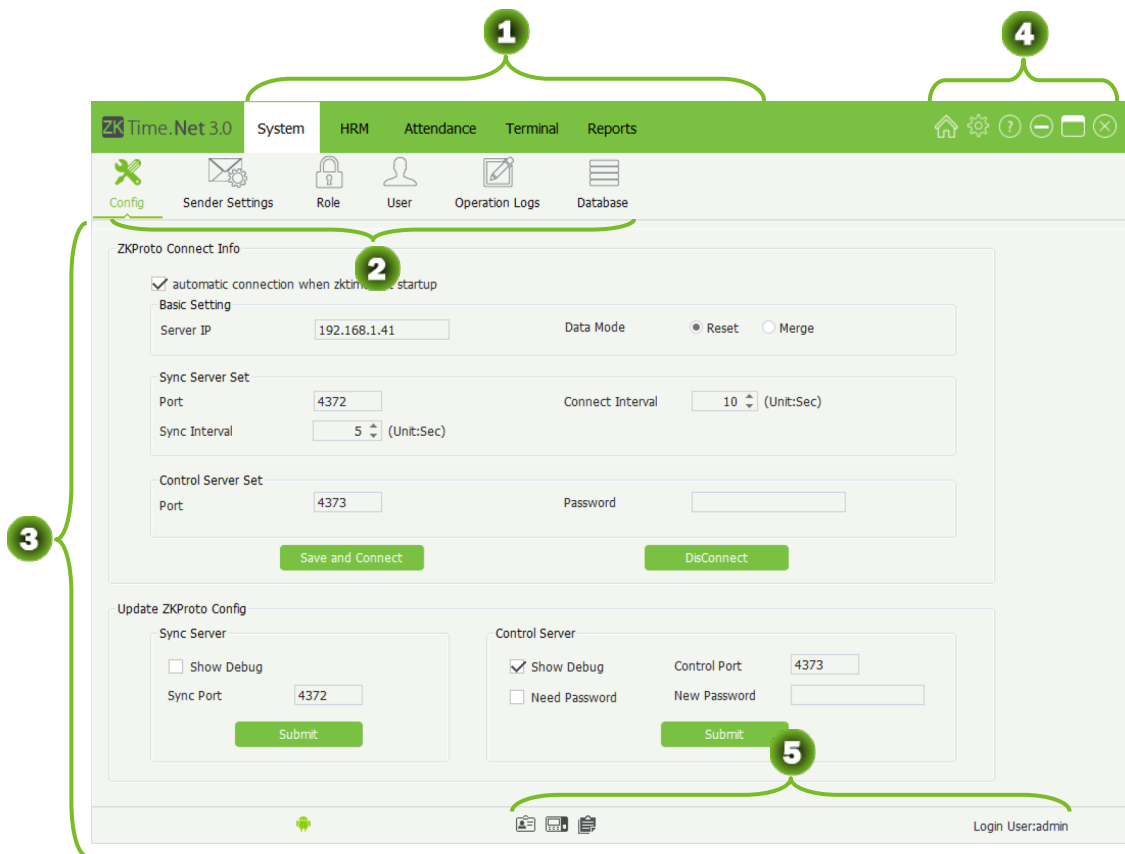 1
4
ZKTime.Net 3.0 System HRM Attendance Terminal Reports
?
Config Sender Settings Role User Operation Logs Database
2
ZKProto Connect Info
automatic connection when zktim t startup
Basic Setting
Server IP 192.168.1.41 Data Mode Reset Merge
Sync Server Set
Port 4372 Connect Interval 10 (Unit:Sec)
Sync Interval 5 (Unit:Sec)
Control Server Set
Port 4373 Password
3
Save and Connect DisConnect
Update ZKProto Config
Sync Server Control Server
Show Debug Show Debug Control Port 4373
Sync Port 4372 Need Password New Password
Submit Submit
5
Login User:admin